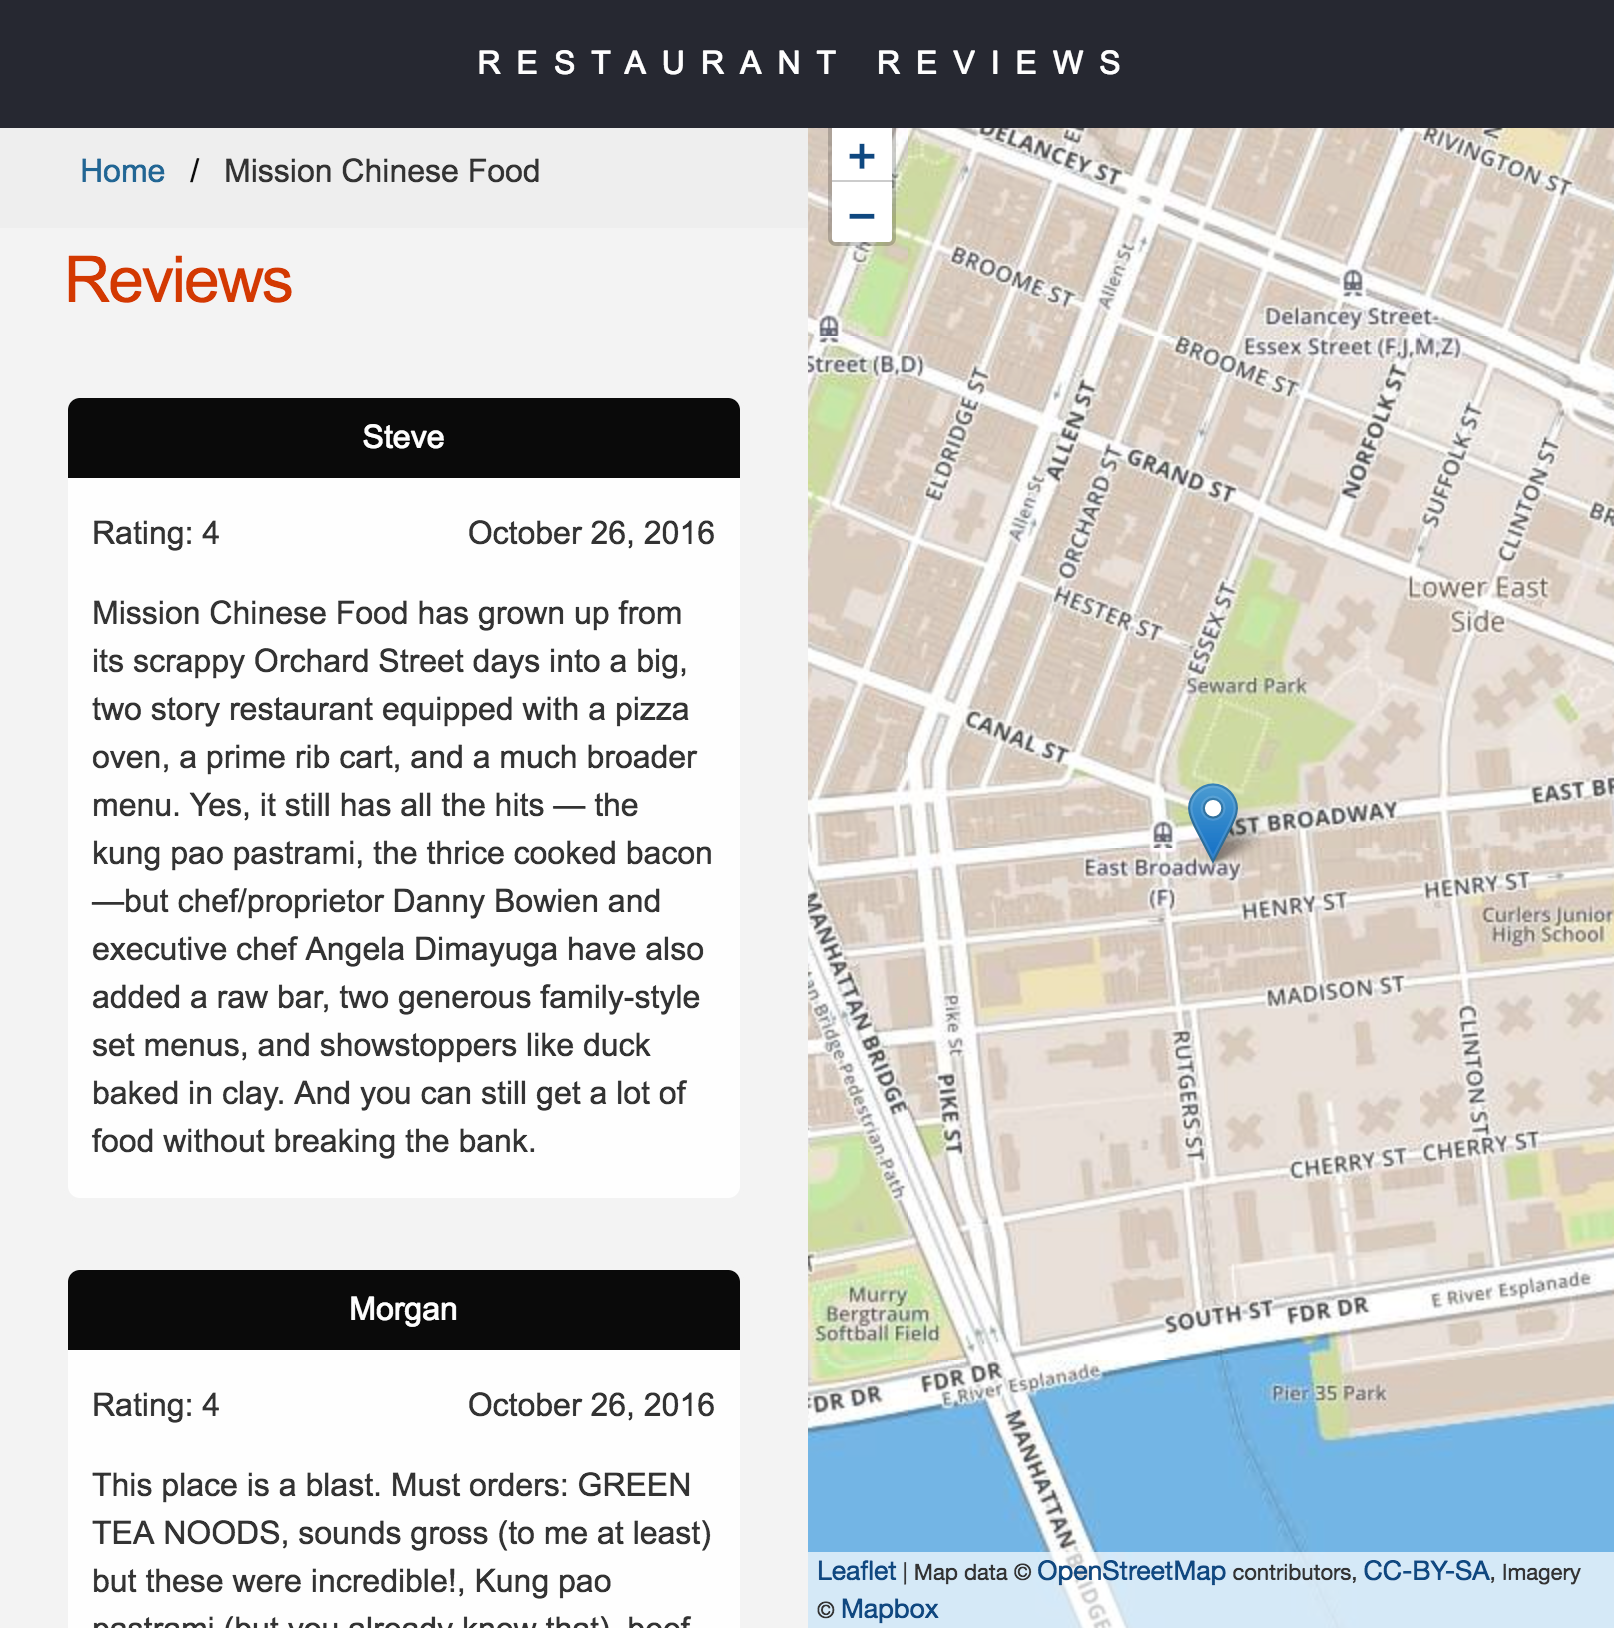 RESTAURANT REVIEWS
Home / Mission Chinese Food
Reviews
Steve
Rating: 4 October 26, 2016
Mission Chinese Food has grown up from
its scrappy Orchard Street days into a big,
two story restaurant equipped with a pizza
oven, a prime rib cart, and a much broader
menu. Yes, it still has all the hits — the
kung pao pastrami, the thrice cooked bacon
—but chef/proprietor Danny Bowien and
executive chef Angela Dimayuga have also
added a raw bar, two generous family-style
set menus, and showstoppers like duck
baked in clay. And you can still get a lot of
food without breaking the bank.
Morgan
Rating: 4 October 26, 2016
This place is a blast. Must orders: GREEN
TEA NOODS, sounds gross (to me at least)
but these were incredible!, Kung pao
pastrami (but you already know that), beef
+
−
DELANCEY ST
RIVINGTON ST
BROOME ST
Allen St
Delancey Street-
Essex Street (F,J,M,Z)
BROOME ST
Street (B,D)
ELDRIDGE ST
ALLEN ST
Allen St
ORCHARD ST
GRAND ST
NORFOLK ST
SUFFOLK ST
CLINTON ST
HESTER ST
ESSEX ST
Lower East
Side
Seward Park
CANAL ST
EAST BR
AST BROADWAY
East Broadway
(F)
HENRY ST
HENRY ST
Curlers Junior
High School
MANHATTAN BRIDGE
an Bridge Pedestrian Path
Pike St
PIKE ST
MADISON ST
RUTGERS ST
CLINTON ST
CHERRY ST
CHERRY ST
Murry
Bergtraum
Softball Field
SOUTH ST
FDR DR
E River Esplanade
FDR DR
FDR DR
E River Esplanade
Pier 35 Park
MANHATTAN BRIDGE
Leaflet | Map data © OpenStreetMap contributors, CC-BY-SA, Imagery
© Mapbox